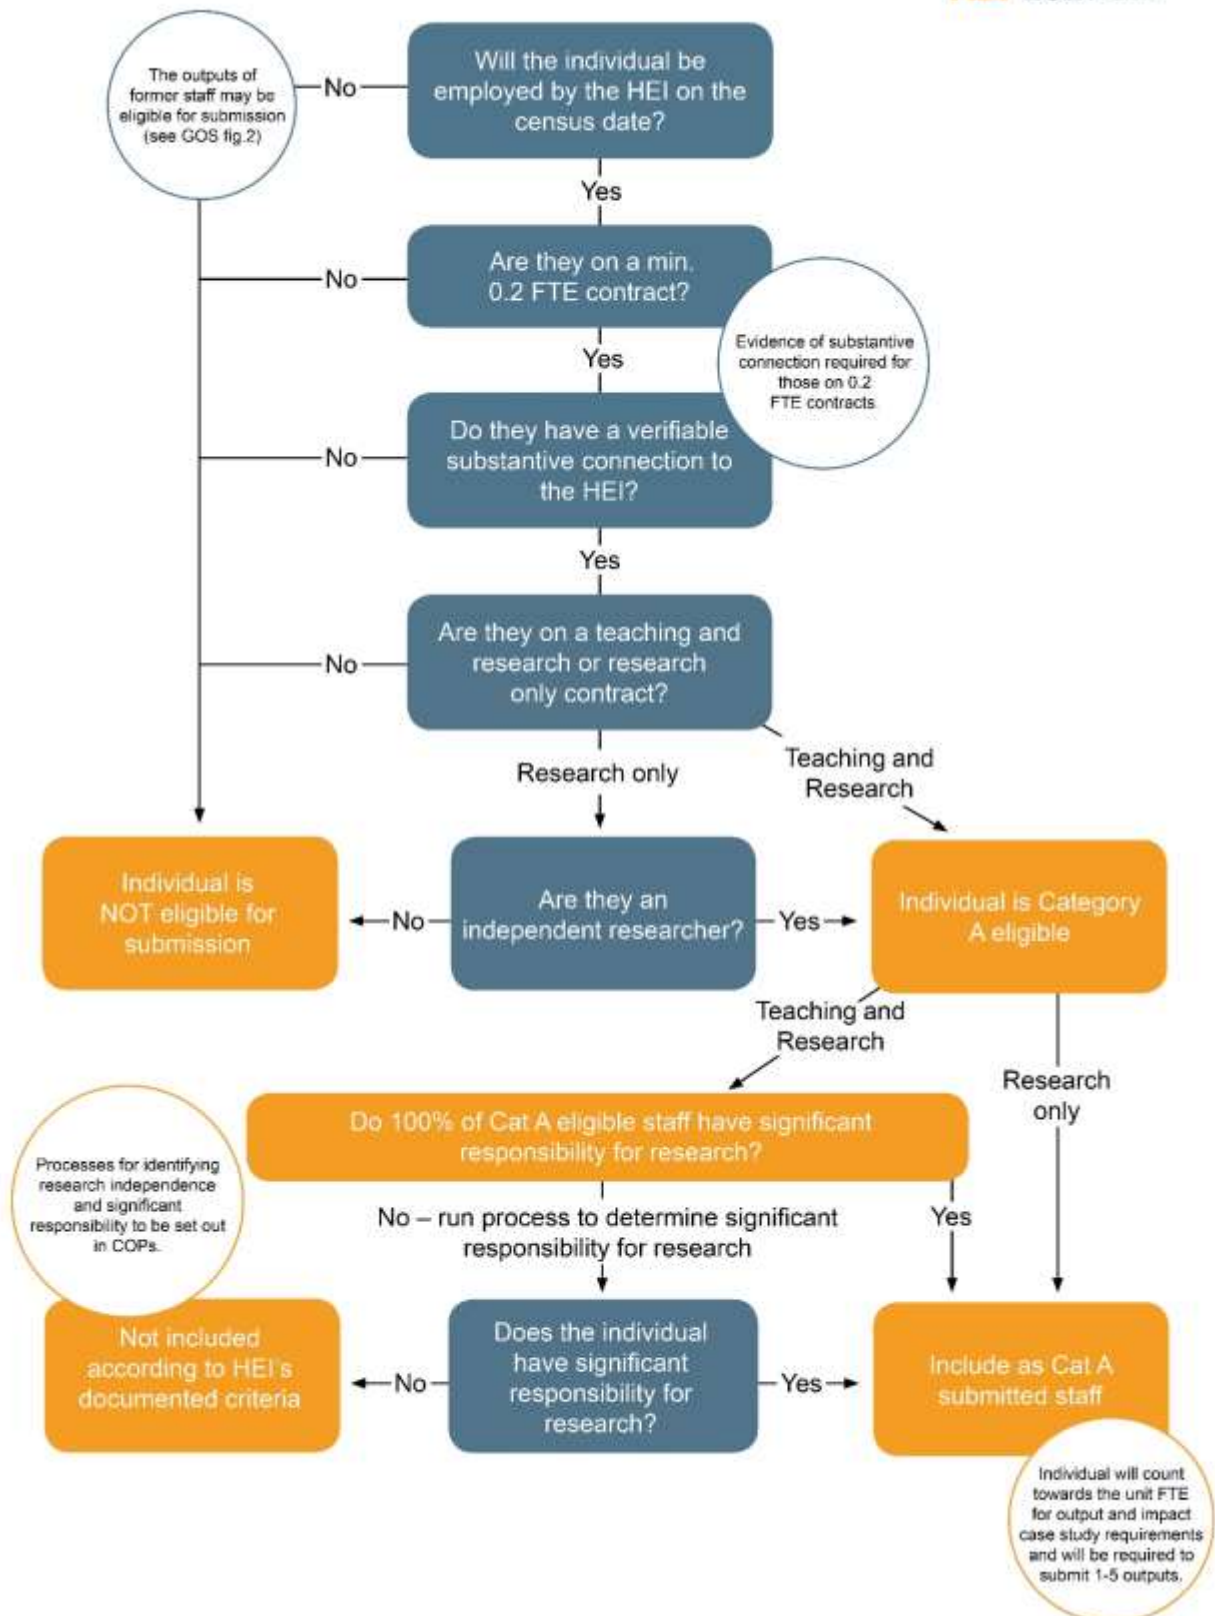 The outputs of
former staff may be
eligible for submission
(see GOS fig.2)
No
Will the individual be
employed by the HEI on the
census date?
Yes
No
Are they on a min.
0.2 FTE contract?
Yes
Evidence of substantive
connection required for
those on 0.2
FTE contracts
No
Do they have a verifiable
substantive connection to
the HEI?
Yes
No
Are they on a teaching and
research or research
only contract?
Research only
Teaching and
Research
Individual is
NOT eligible for
submission
No
Are they an
independent researcher?
Yes
Individual is Category
A eligible
Teaching and
Research
Research
only
Do 100% of Cat A eligible staff have significant
responsibility for research?
Processes for identifying
research independence
and significant
responsibility to be set out
in COPs.
No – run process to determine significant
responsibility for research
Yes
Not included
according to HEI's
documented criteria
No
Does the individual
have significant
responsibility for
research?
Yes
Include as Cat A
submitted staff
Individual will count
towards the unit FTE
for output and impact
case study requirements
and will be required to
submit 1-5 outputs.